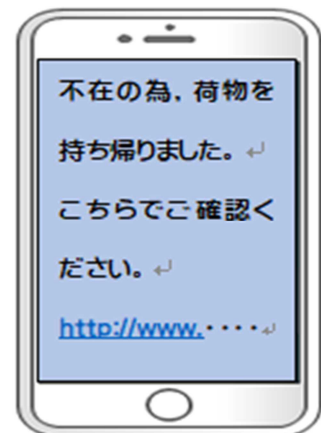 不在の為，荷物を
持ち帰りました。↵
こちらでご確認く
ださい。↵
http://www.････↵